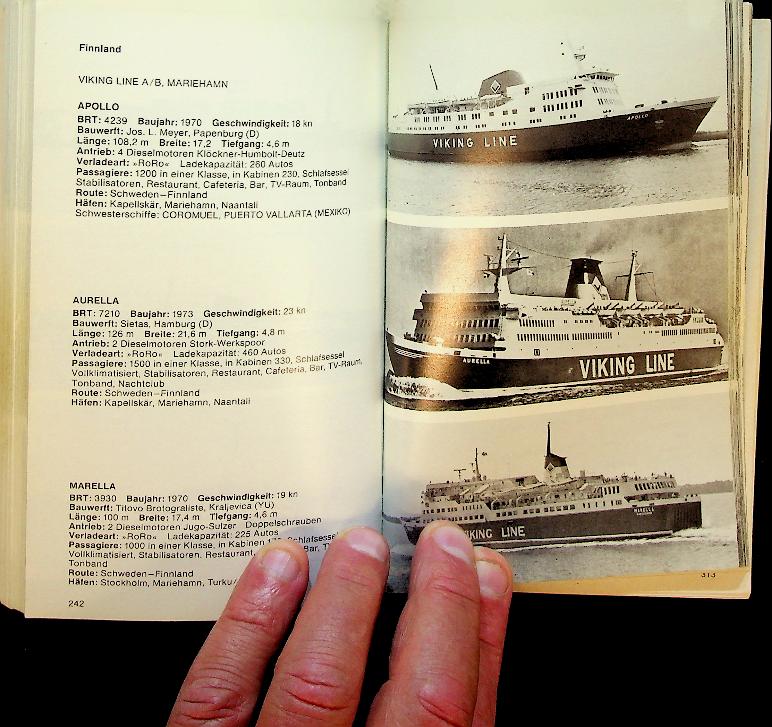 Finnland
VIKING LINE A/B, MARIEHAMN
APOLLO
BRT: 4239 Baujahr: 1970 Geschwindigkeit: 18 kn
Bauwerft: Jos. L. Meyer, Papenburg (D)
Länge: 108,2 m Breite: 17,2 Tiefgang: 4,6 m
Antrieb: 4 Dieselmotoren Klöckner-Humbolt-Deutz
Verladeart: »RoRo« Ladekapazität: 260 Autos
Passagiere: 1200 in einer Klasse, in Kabinen 230, Schlafsessel
Stabilisatoren, Restaurant, Cafeteria, Bar, TV-Raum, Tonband
Route: Schweden–Finnland
Häfen: Kapellskär, Mariehamn, Naantali
Schwesterschiffe: COROMUEL, PUERTO VALLARTA (MEXIKO)
AURELLA
BRT: 7210 Baujahr: 1973 Geschwindigkeit: 23 kn
Bauwerft: Sietas, Hamburg (D)
Länge: 126 m Breite: 21,6 m Tiefgang: 4,8 m
Antrieb: 2 Dieselmotoren Stork-Werkspoor
Verladeart: »RoRo« Ladekapazität: 460 Autos
Passagiere: 1500 in einer Klasse, in Kabinen 330, Schlafsessel
Vollklimatisiert, Stabilisatoren, Restaurant, Cafeteria, Bar, TV-Raum,
Tonband, Nachtclub
Route: Schweden–Finnland
Häfen: Kapellskär, Mariehamn, Naantali
MARELLA
BRT: 3930 Baujahr: 1970 Geschwindigkeit: 19 kn
Bauwerft: Titovo Brotograliste, Kraljevica (YU)
Länge: 100 m Breite: 17,4 m Tiefgang: 4,6 m
Antrieb: 2 Dieselmotoren Jugo-Sulzer Doppelschrauben
Verladeart: »RoRo« Ladekapazität: 225 Autos
Passagiere: 1000 in einer Klasse, in Kabinen Schlafsessel
Vollklimatisiert, Stabilisatoren, Restaurant, Bar,
Tonband
Route: Schweden–Finnland
Häfen: Stockholm, Mariehamn, Turku/
242
APOLLO
VIKING LINE
AURELLA
VIKING LINE
MARELLA
VIKING LINE
313